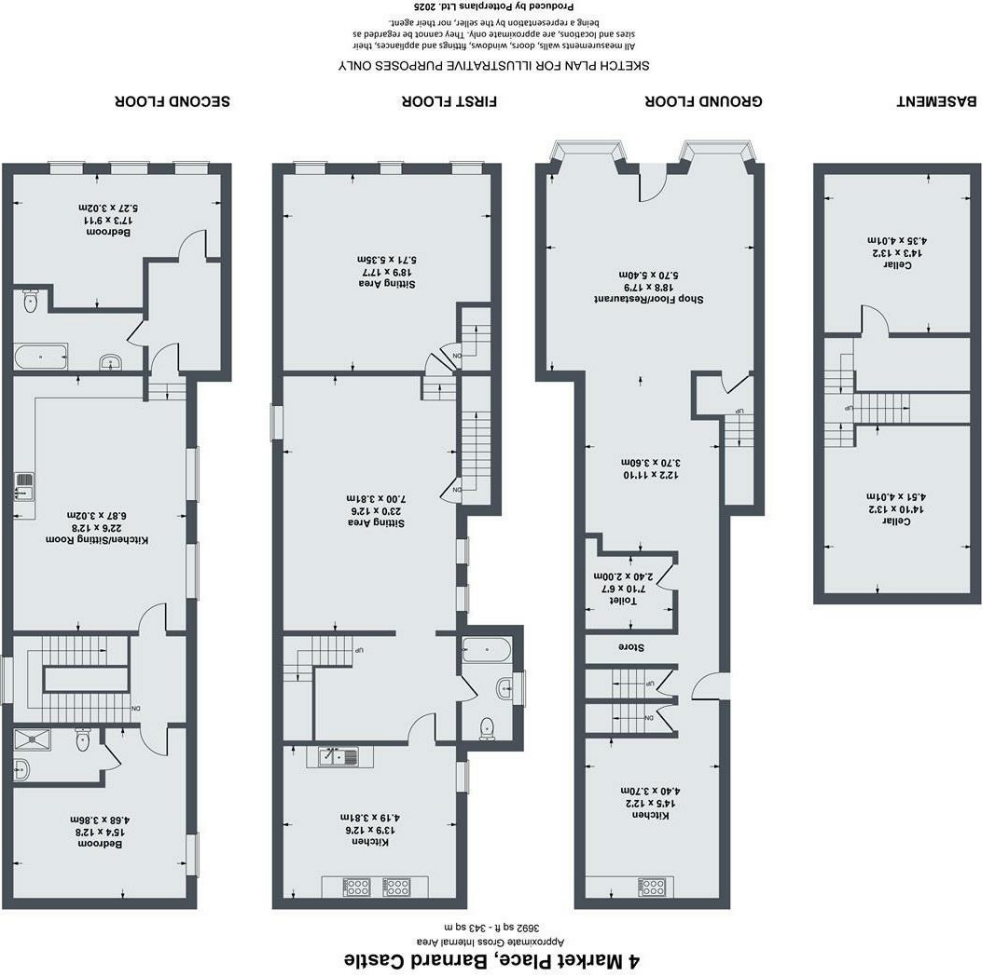 4 Market Place, Barnard Castle
Approximate Gross Internal Area
3692 sq ft - 343 sq m
Cellar
14'10 x 13'2
4.51 x 4.01m
UP
Cellar
14'3 x 13'2
4.35 x 4.01m
BASEMENT
Kitchen
14'5 x 12'2
4.40 x 3.70m
DN
UP
Store
Toilet
7'10 x 6'7
2.40 x 2.00m
12'2 x 11'10
3.70 x 3.60m
UP
Shop Floor/Restaurant
18'8 x 17'9
5.70 x 5.40m
GROUND FLOOR
Kitchen
13'9 x 12'6
4.19 x 3.81m
UP
Sitting Area
23'0 x 12'6
7.00 x 3.81m
DN
DN
Sitting Area
18'9 x 17'7
5.71 x 5.35m
FIRST FLOOR
Bedroom
15'4 x 12'8
4.68 x 3.86m
DN
Kitchen/Sitting Room
22'6 x 12'8
6.87 x 3.02m
Bedroom
17'3 x 9'11
5.27 x 3.02m
SECOND FLOOR
SKETCH PLAN FOR ILLUSTRATIVE PURPOSES ONLY
All measurements walls, doors, windows, fittings and appliances, their
sizes and locations, are approximate only. They cannot be regarded as
being a representation by the seller, nor their agent.
Produced by Potterplans Ltd. 2025